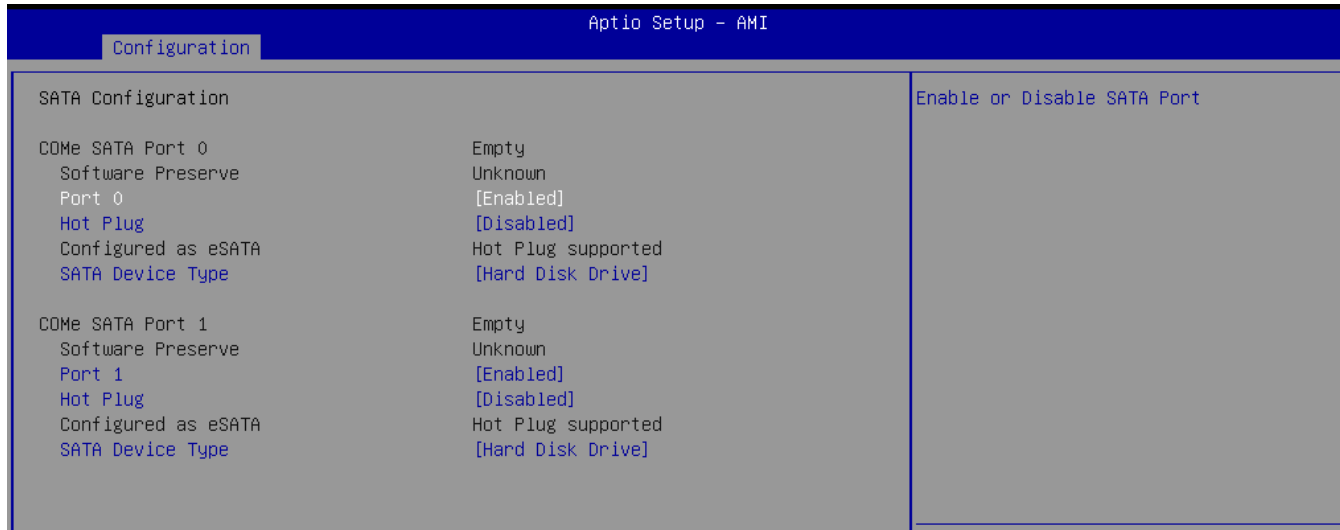 Aptio Setup – AMI
Configuration
SATA Configuration
Enable or Disable SATA Port
COMe SATA Port 0 Empty
Software Preserve Unknown
Port 0 [Enabled]
Hot Plug [Disabled]
Configured as eSATA Hot Plug supported
SATA Device Type [Hard Disk Drive]
COMe SATA Port 1 Empty
Software Preserve Unknown
Port 1 [Enabled]
Hot Plug [Disabled]
Configured as eSATA Hot Plug supported
SATA Device Type [Hard Disk Drive]